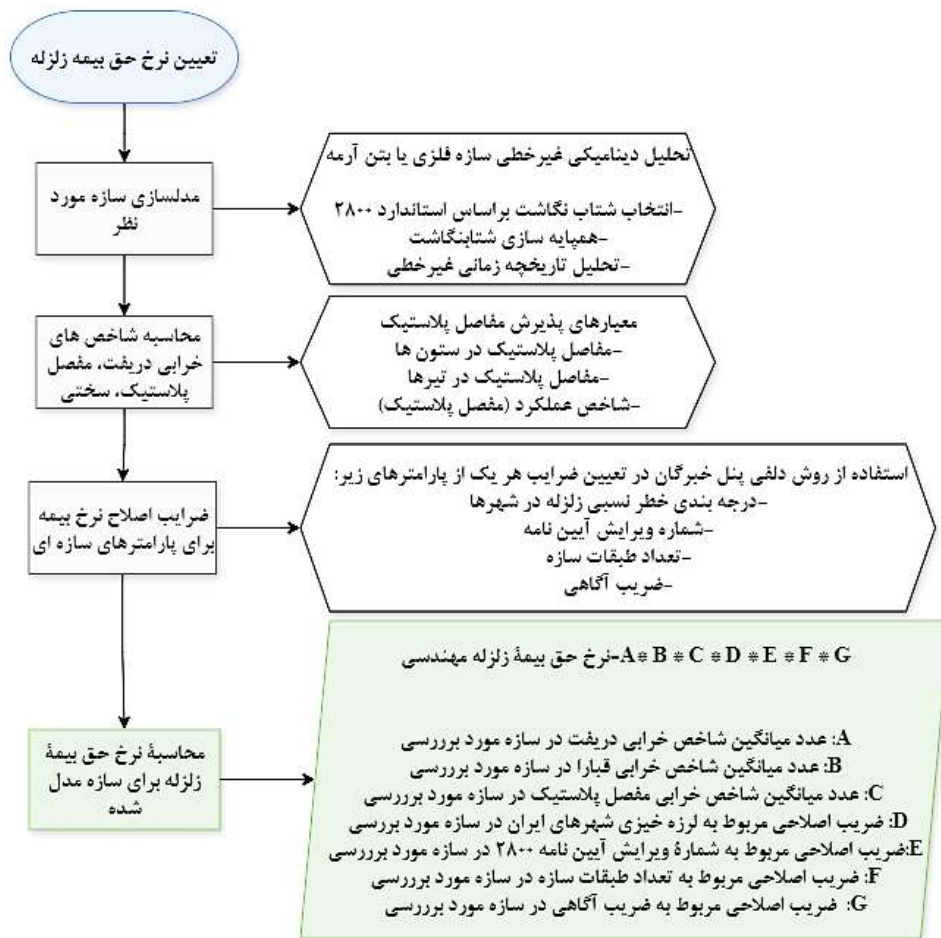 تعیین نرخ حق بیمه زلزله
مدلسازی سازه مورد
نظر
تحلیل دینامیکی غیرخطی سازه فلزی یا بتن آرمه
-انتخاب شتاب نگاشت براساس استاندارد ۲۸۰۰
-همپایه سازی شتابنگاشت
-تحلیل تاریخچه زمانی غیرخطی
محاسبه شاخص های
خرابی دریفت، مفصل
پلاستیک، سختی
معیارهای پذیرش مفاصل پلاستیک
-مفاصل پلاستیک در ستون ها
-مفاصل پلاستیک در تیرها
-شاخص عملکرد (مفصل پلاستیک)
ضرایب اصلاح نرخ بیمه
برای پارامترهای سازه ای
استفاده از روش دلفی پنل خبرگان در تعیین ضرایب هر یک از پارامترهای زیر:
-درجه بندی خطر نسبی زلزله در شهرها
-شماره ویرایش آیین نامه
-تعداد طبقات سازه
-ضریب آگاهی
محاسبۀ نرخ حق بیمۀ
زلزله برای سازه مدل
شده
A * B * C * D * E * F * G-نرخ حق بیمۀ زلزله مهندسی
A: عدد میانگین شاخص خرابی دریفت در سازه مورد برررسی
B: عدد میانگین شاخص خرابی قبارا در سازه مورد برررسی
C: عدد میانگین شاخص خرابی مفصل پلاستیک در سازه مورد برررسی
D: ضریب اصلاحی مربوط به لرزه خیزی شهرهای ایران در سازه مورد برررسی
E:ضریب اصلاحی مربوط به شمارۀ ویرایش آیین نامه ۲۸۰۰ در سازه مورد برررسی
F: ضریب اصلاحی مربوط به تعداد طبقات سازه در سازه مورد برررسی
G: ضریب اصلاحی مربوط به ضریب آگاهی در سازه مورد برررسی